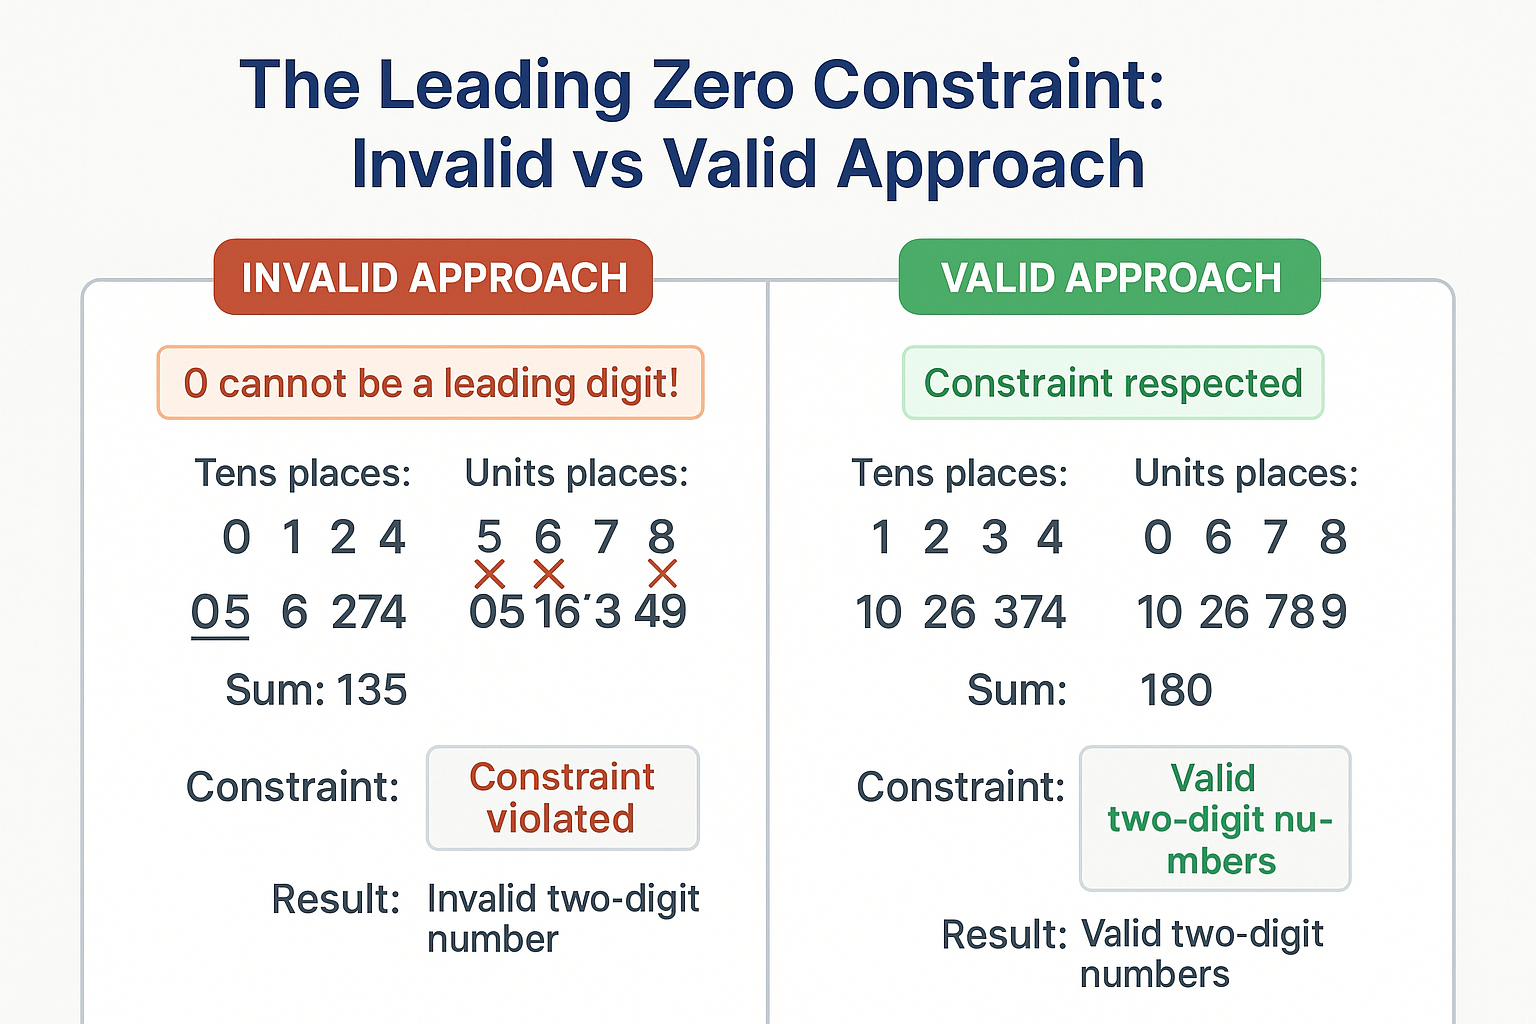 The Leading Zero Constraint:
Invalid vs Valid Approach
INVALID APPROACH
0 cannot be a leading digit!
Tens places: Units places:
0 1 2 4 5 6 7 8
05 6 274 05 16′3 49
Sum: 135
Constraint: Constraint
violated
Result: Invalid two-digit
number
VALID APPROACH
Constraint respected
Tens places: Units places:
1 2 3 4 0 6 7 8
10 26 374 10 26 789
Sum: 180
Constraint: Valid
two-digit nu-
mbers
Result: Valid two-digit
numbers